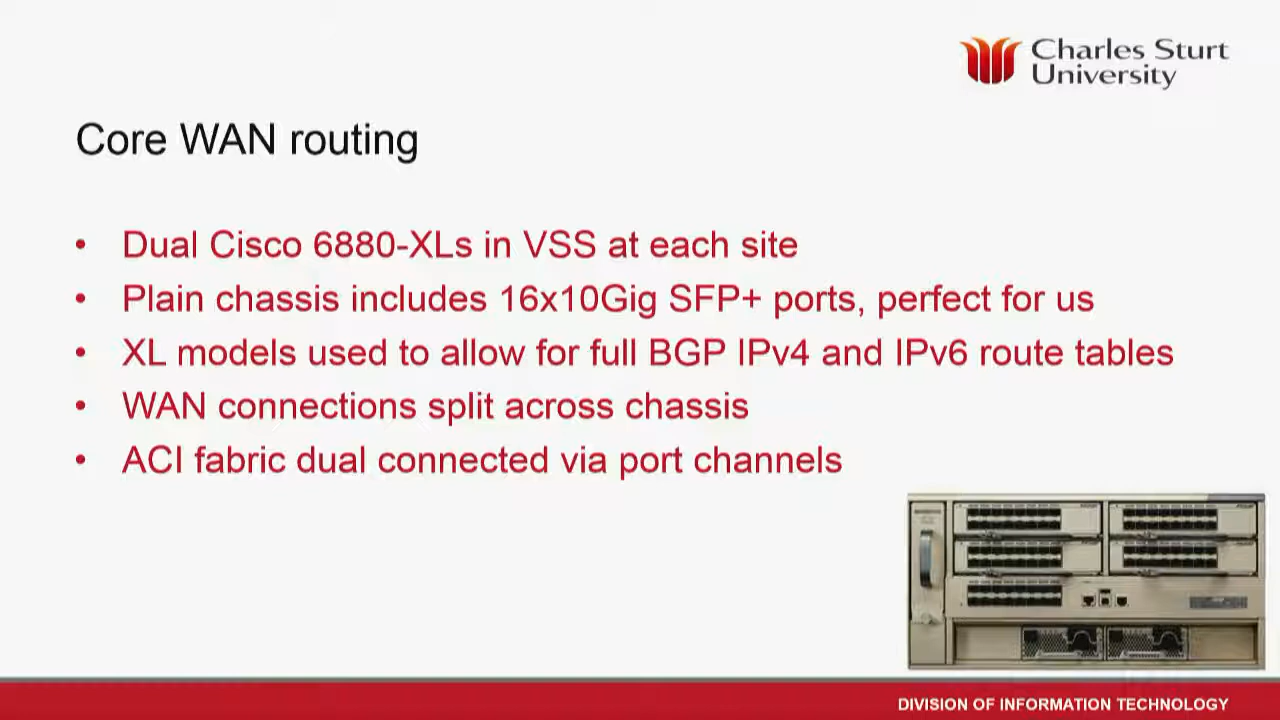 Charles Sturt
University
Core WAN routing
• Dual Cisco 6880-XLs in VSS at each site
• Plain chassis includes 16x10Gig SFP+ ports, perfect for us
• XL models used to allow for full BGP IPv4 and IPv6 route tables
• WAN connections split across chassis
• ACI fabric dual connected via port channels
DIVISION OF INFORMATION TECHNOLOGY